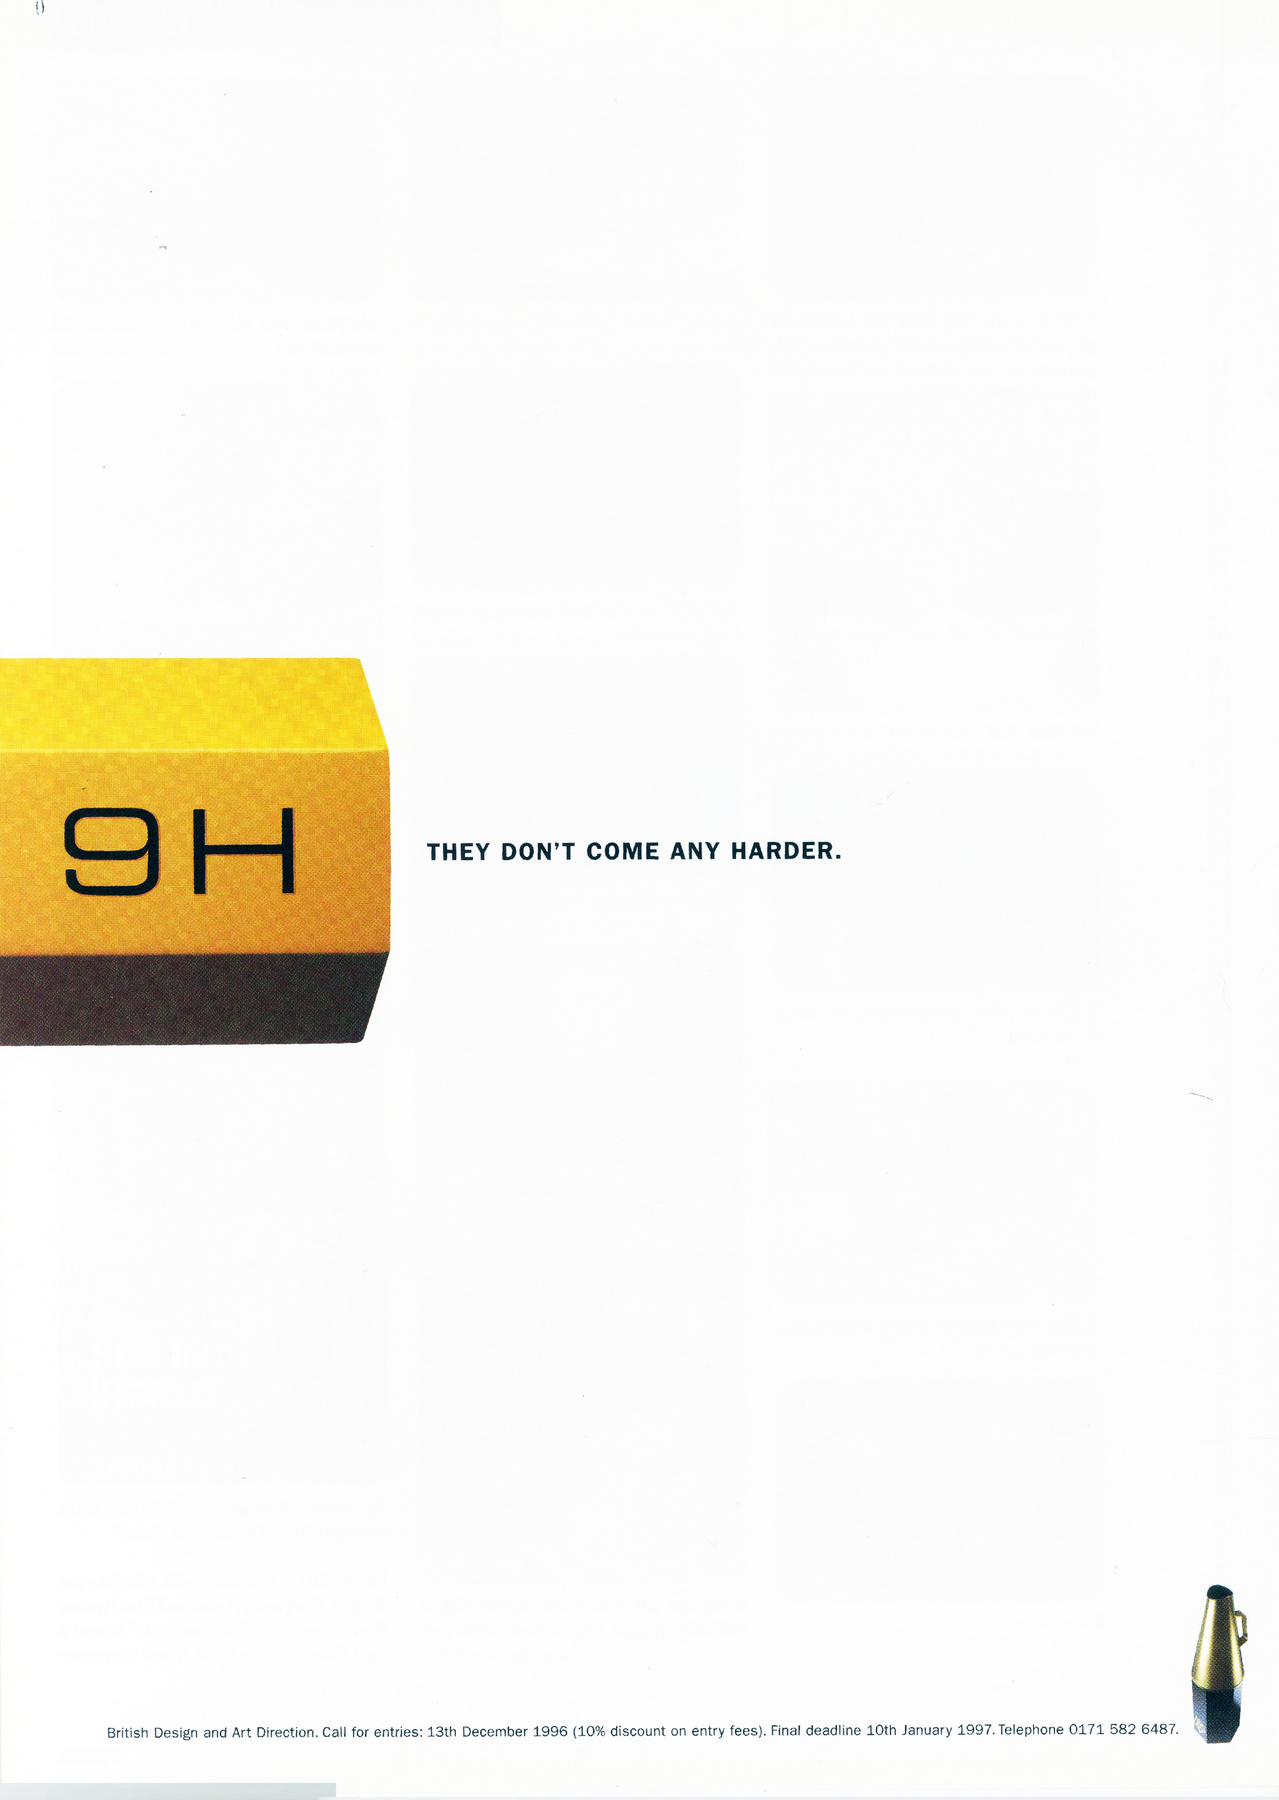 9H
THEY DON'T COME ANY HARDER.
British Design and Art Direction. Call for entries: 13th December 1996 (10% discount on entry fees). Final deadline 10th January 1997. Telephone 0171 582 6487.